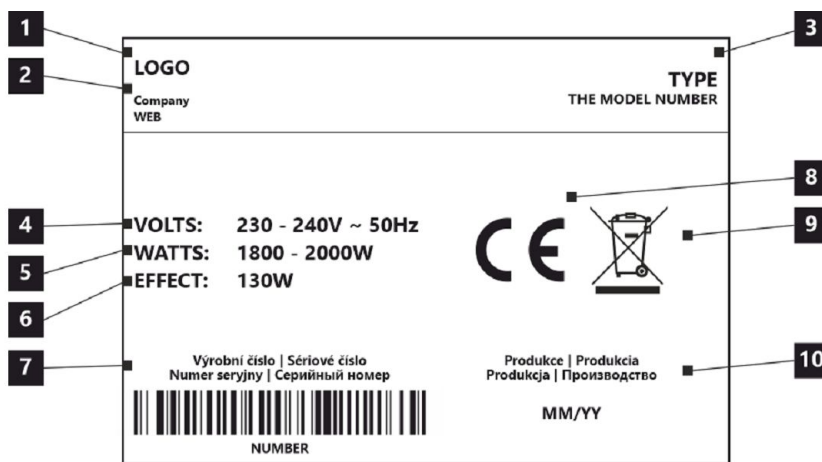 1
LOGO
2
Company
WEB
3
TYPE
THE MODEL NUMBER
4
VOLTS: 230 - 240V ~ 50Hz
5
WATTS: 1800 - 2000W
6
EFFECT: 130W
8
CE
9
7
Výrobní číslo | Sériové číslo
Numer seryjny | Серийный номер
NUMBER
10
Produkce | Produkcia
Produkcja | Производство
MM/YY